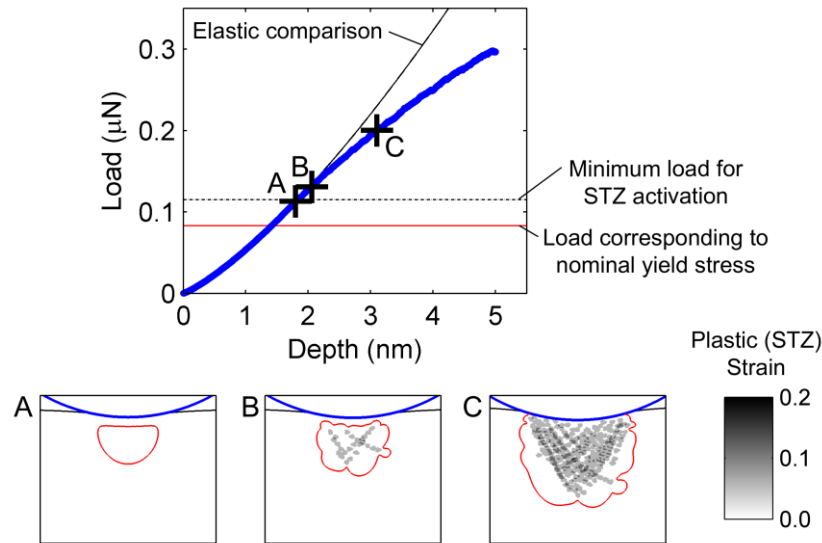 Elastic comparison
0.3
0.2
0.1
0
Load (μN)
A
B
C
Minimum load for
STZ activation
Load corresponding to
nominal yield stress
0 1 2 3 4 5
Depth (nm)
Plastic (STZ)
Strain
0.2
0.1
0.0
A
B
C